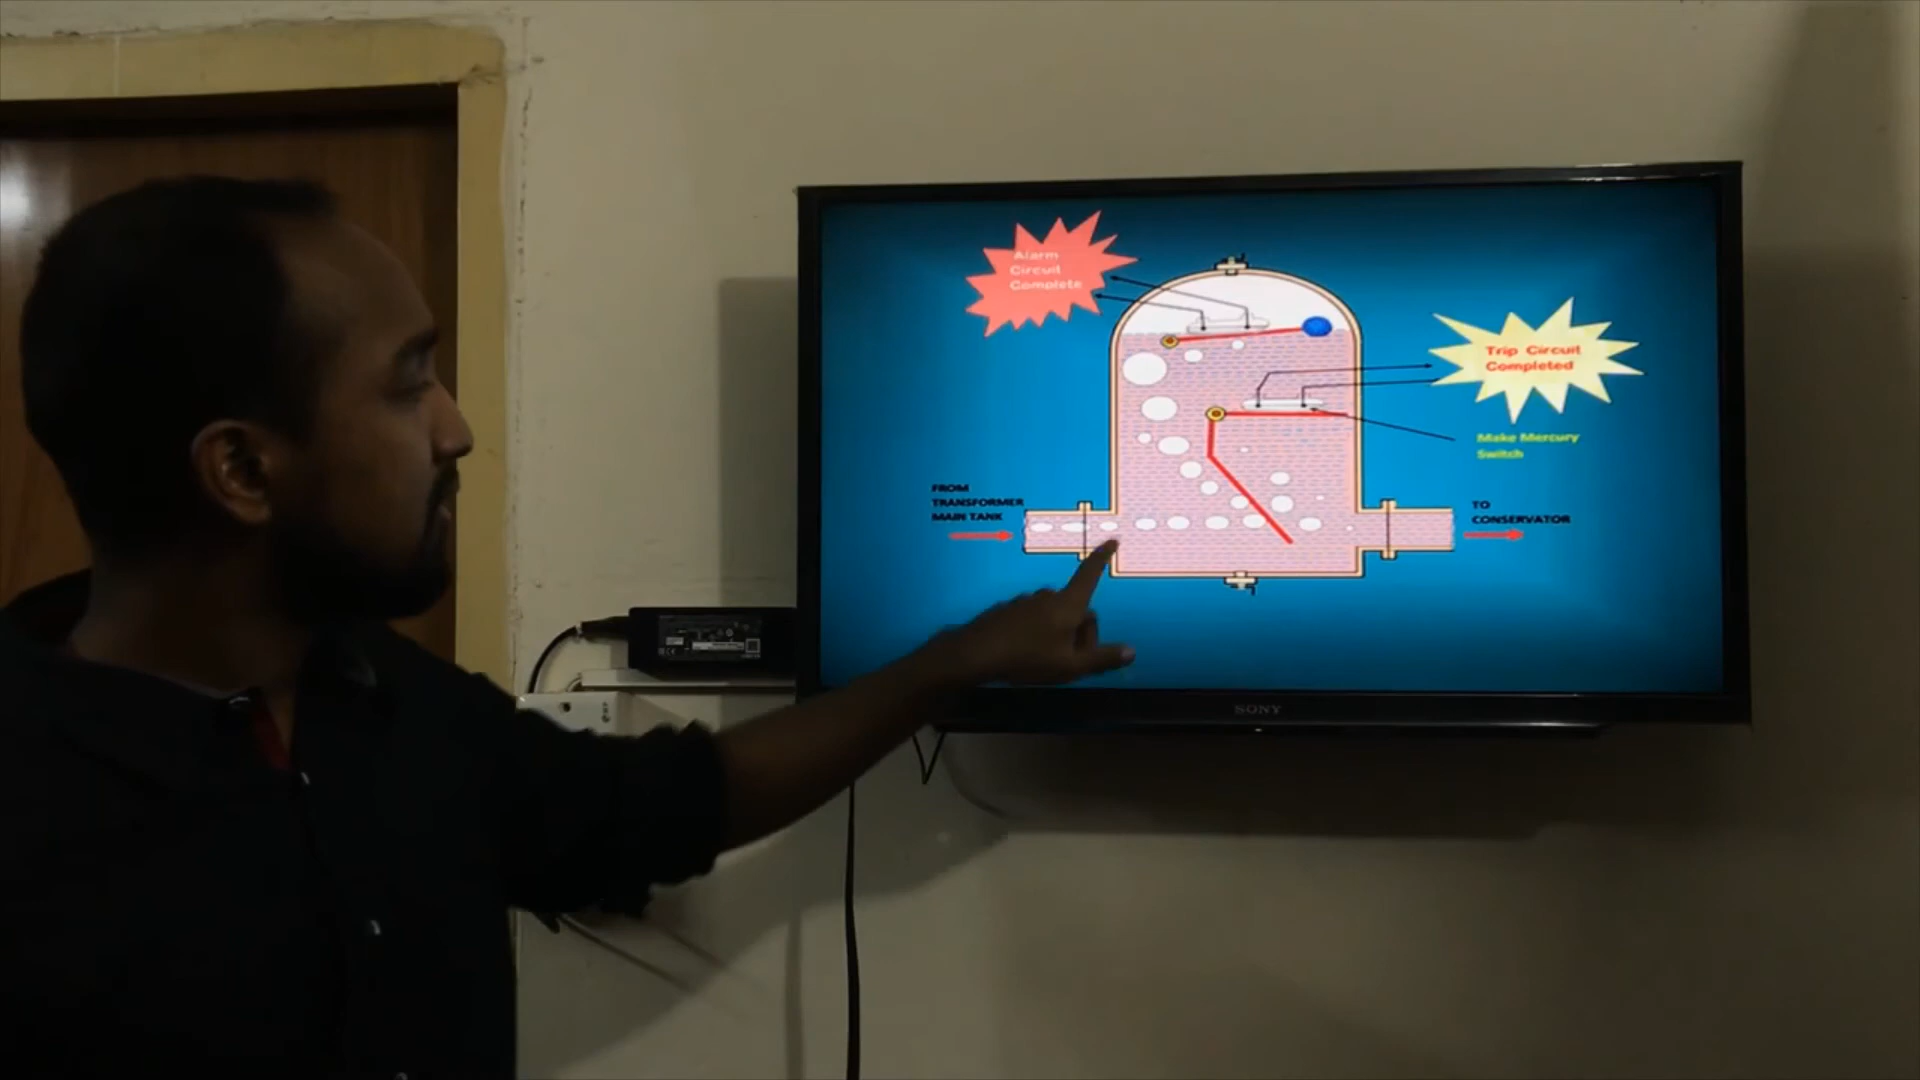 Alarm
Circuit
Complete
Trip Circuit
Completed
Make Mercury
Switch
FROM
TRANSFORMER
MAIN TANK
TO
CONSERVATOR
SONY